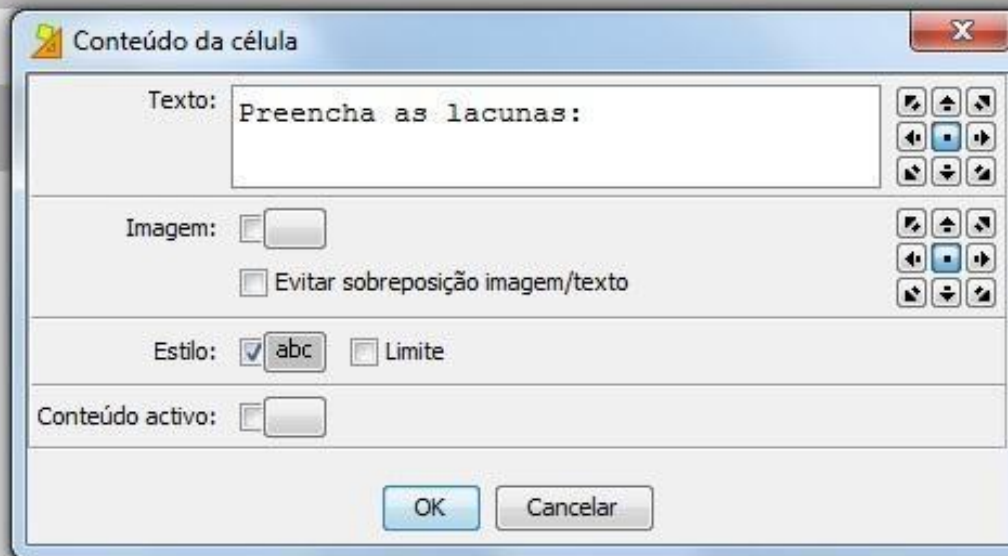 Conteúdo da célula
Texto:
Preencha as lacunas:
Imagem:
Evitar sobreposição imagem/texto
Estilo: abc Limite
Conteúdo activo:
OK Cancelar